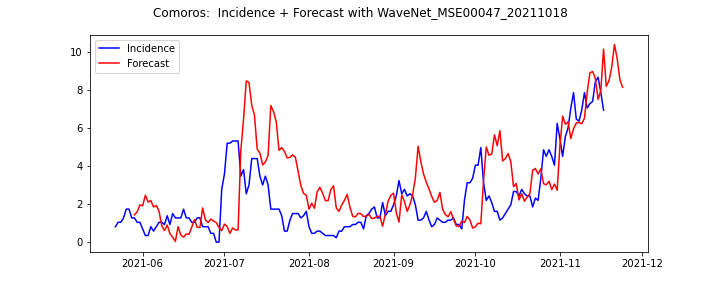 Comoros:  Incidence + Forecast with WaveNet_MSE00047_20211018
Incidence
Forecast
10
8
6
4
2
0
2021-06 2021-07 2021-08 2021-09 2021-10 2021-11 2021-12